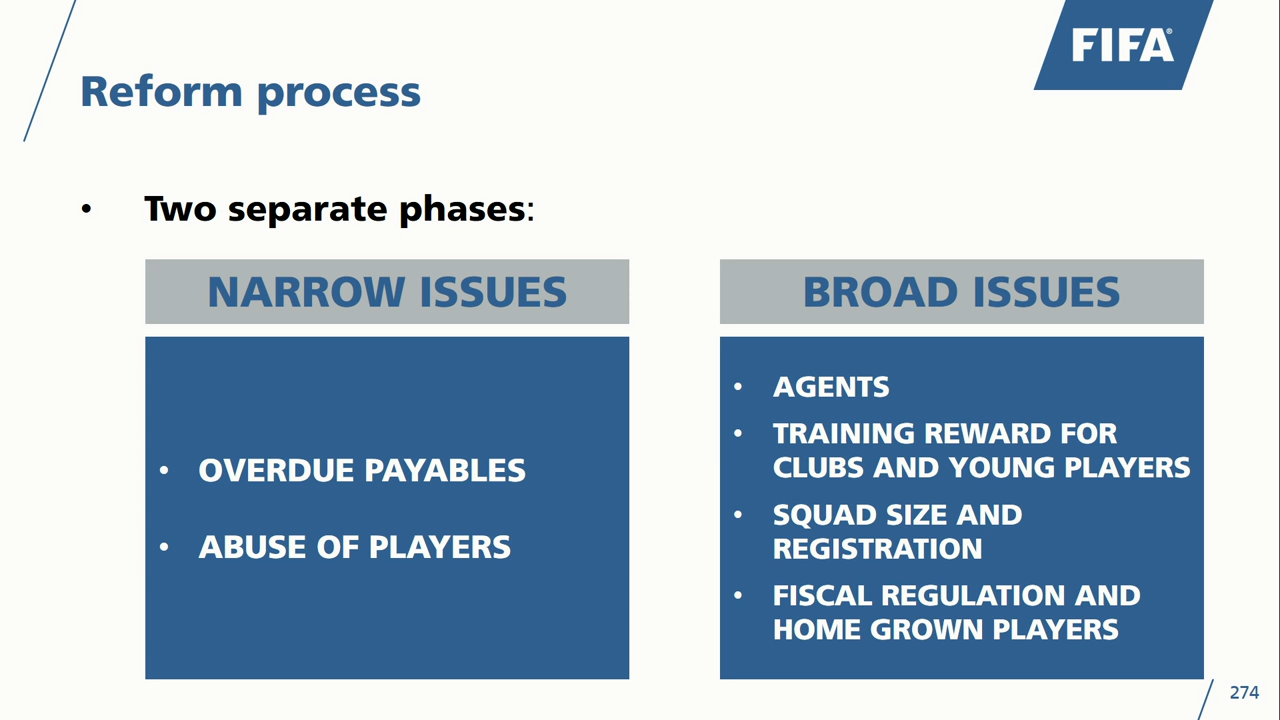 FIFA®
Reform process
• Two separate phases:
NARROW ISSUES
• OVERDUE PAYABLES
• ABUSE OF PLAYERS
BROAD ISSUES
• AGENTS
• TRAINING REWARD FOR
CLUBS AND YOUNG PLAYERS
• SQUAD SIZE AND
REGISTRATION
• FISCAL REGULATION AND
HOME GROWN PLAYERS
274